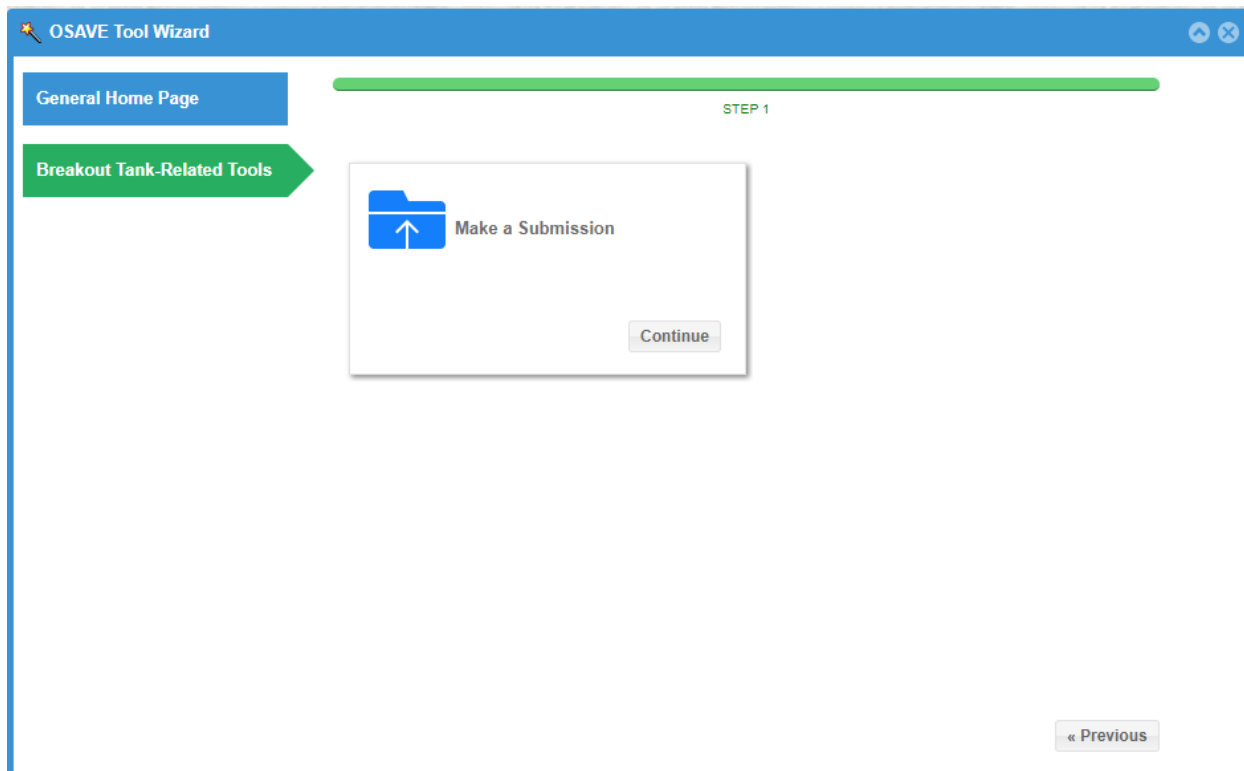 OSAVE Tool Wizard
General Home Page
STEP 1
Breakout Tank-Related Tools
Make a Submission
Continue
« Previous